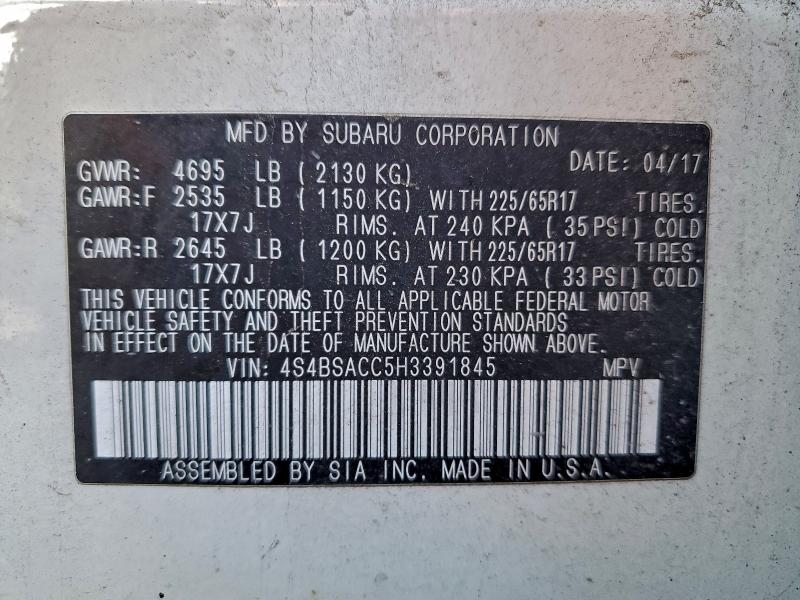 MFD BY SUBARU CORPORATION
GVWR: 4695 LB ( 2130 KG) DATE: 04/17
GAWR:F 2535 LB ( 1150 KG) WITH 225/65R17 TIRES.
17X7J RIMS. AT 240 KPA ( 35 PSI) COLD
GAWR:R 2645 LB ( 1200 KG) WITH 225/65R17 TIRES.
17X7J RIMS. AT 230 KPA ( 33 PSI) COLD
THIS VEHICLE CONFORMS TO ALL APPLICABLE FEDERAL MOTOR
VEHICLE SAFETY AND THEFT PREVENTION STANDARDS
IN EFFECT ON THE DATE OF MANUFACTURE SHOWN ABOVE.
VIN: 4S4BSACC5H3391845 MPV
ASSEMBLED BY SIA INC. MADE IN U.S.A.